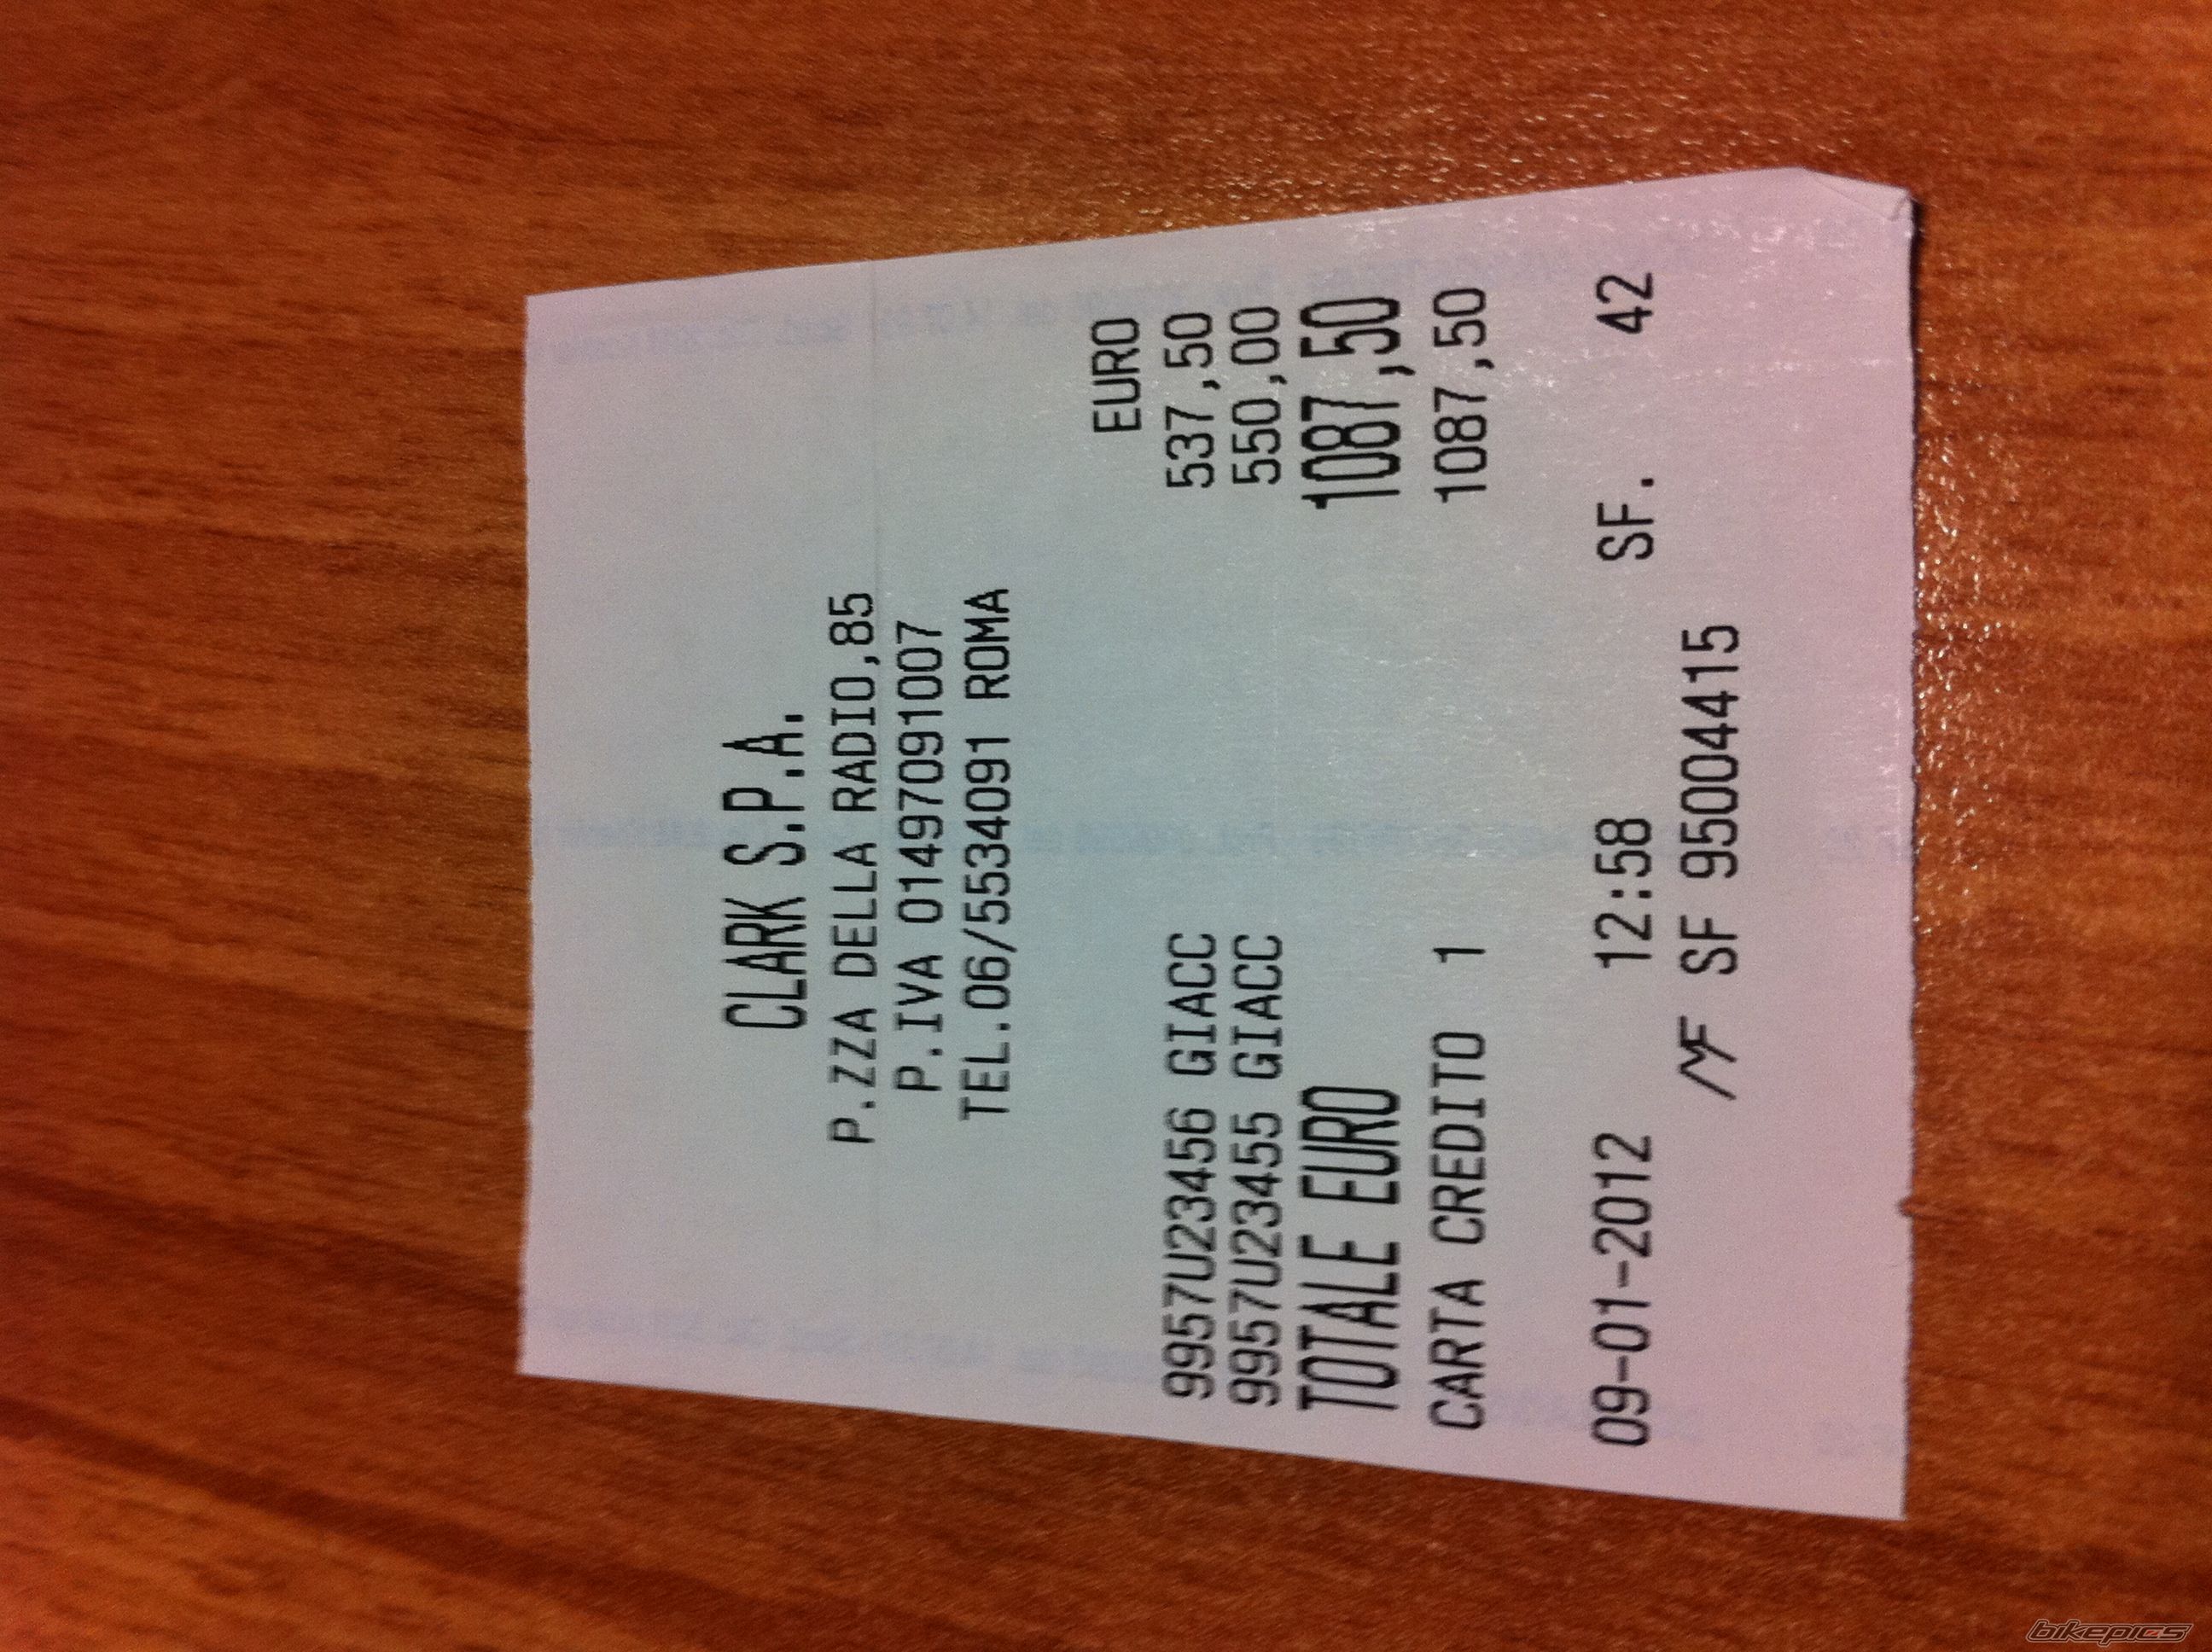 CLARK S.P.A.
P.ZZA DELLA RADIO,85
P.IVA 01497091007
TEL.06/5534091 ROMA
EURO
9957U23456 GIACC 537,50
9957U23455 GIACC 550,00
TOTALE EURO 1087,50
CARTA CREDITO 1 1087,50
09-01-2012 12:58 SF. 42
MF SF 95004415
bikepics